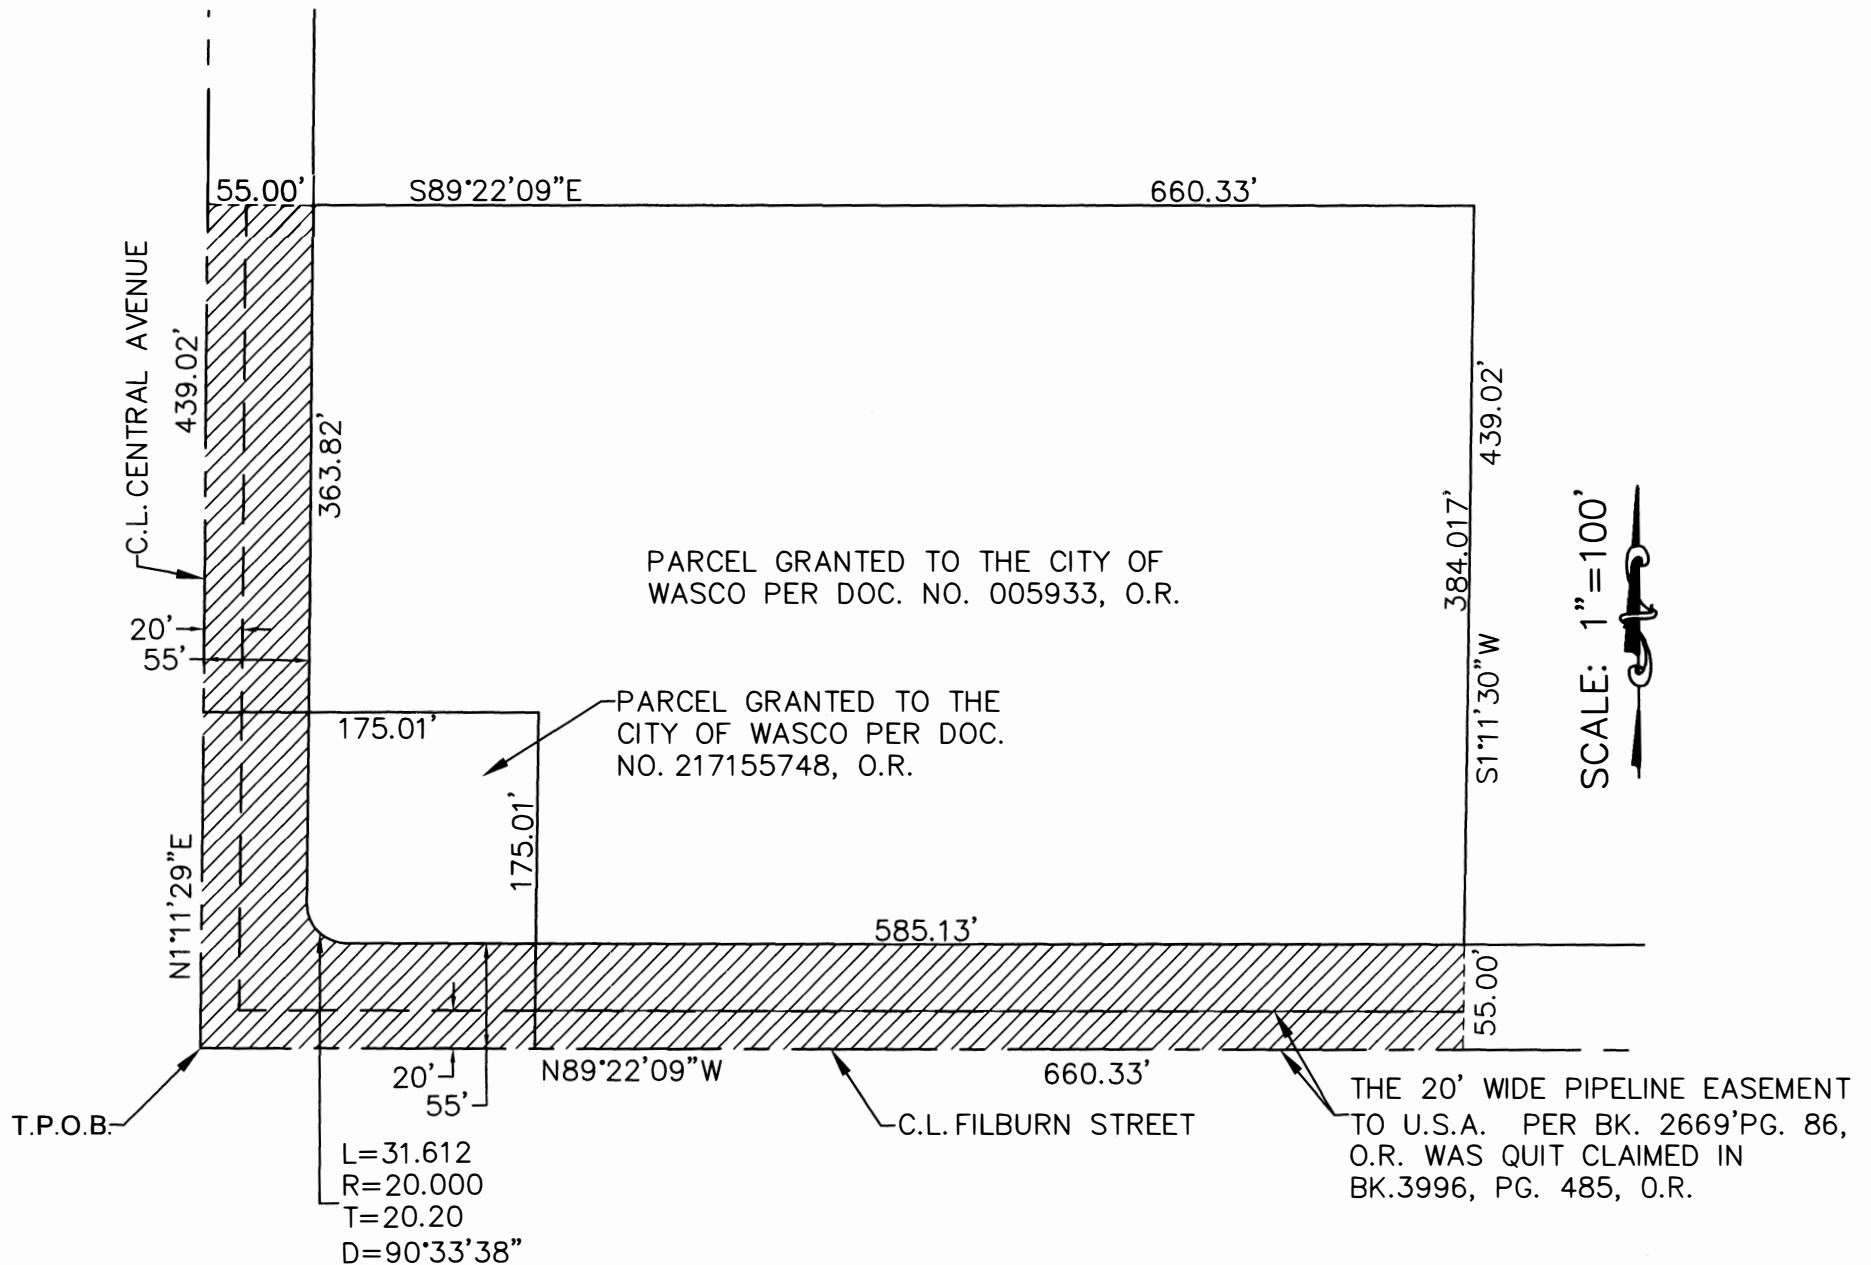 55.00'
S89°22'09"E
660.33'
C.L. CENTRAL AVENUE
439.02'
363.82'
439.02'
384.017'
S1°11'30"W
SCALE: 1"=100'
PARCEL GRANTED TO THE CITY OF
WASCO PER DOC. NO. 005933, O.R.
20'
55'
PARCEL GRANTED TO THE
CITY OF WASCO PER DOC.
NO. 217155748, O.R.
175.01'
175.01'
N1°11'29"E
585.13'
55.00'
20'
55'
N89°22'09"W
660.33'
T.P.O.B.
C.L. FILBURN STREET
THE 20' WIDE PIPELINE EASEMENT
TO U.S.A. PER BK. 2669'PG. 86,
O.R. WAS QUIT CLAIMED IN
BK.3996, PG. 485, O.R.
L=31.612
R=20.000
T=20.20
D=90°33'38"